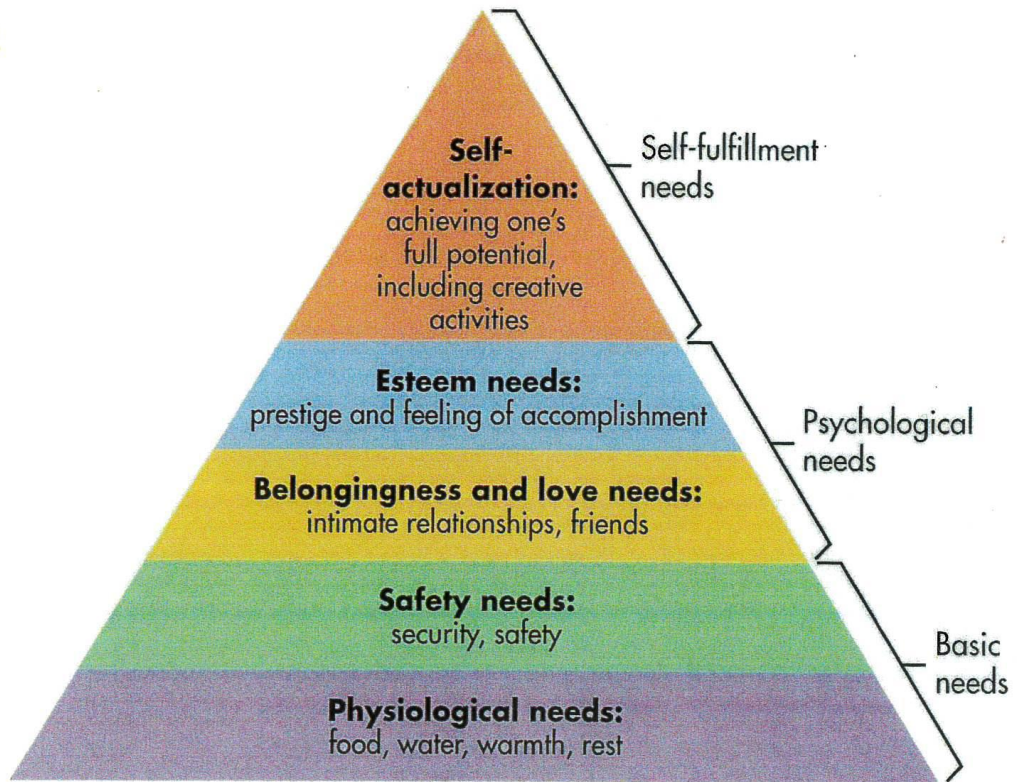 Self-
actualization:
achieving one's
full potential,
including creative
activities
Self-fulfillment
needs
Esteem needs:
prestige and feeling of accomplishment
Psychological
needs
Belongingness and love needs:
intimate relationships, friends
Safety needs:
security, safety
Basic
needs
Physiological needs:
food, water, warmth, rest